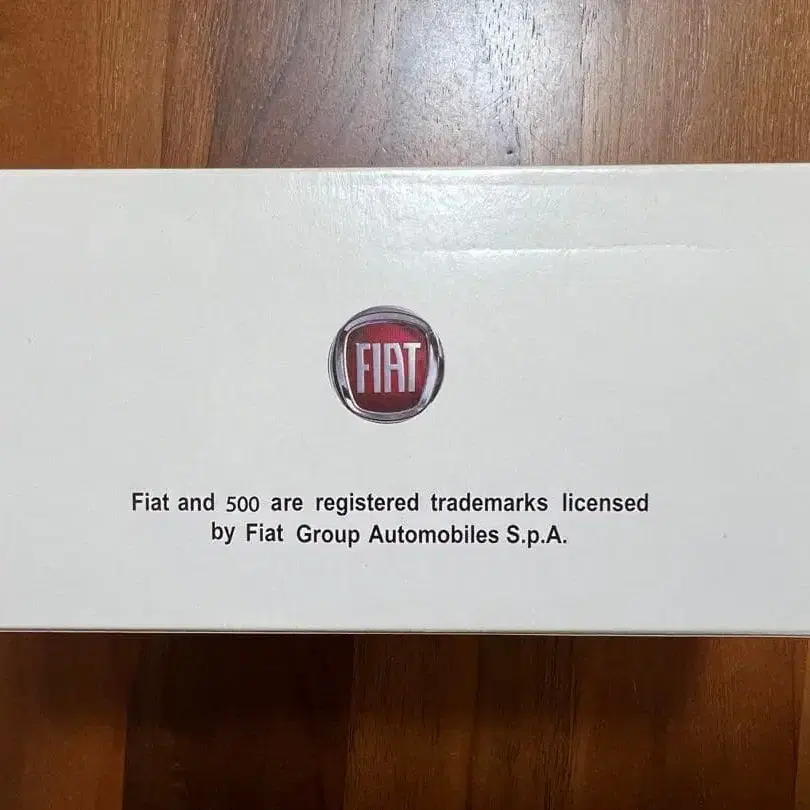 FIAT
Fiat and 500 are registered trademarks licensed
by Fiat Group Automobiles S.p.A.